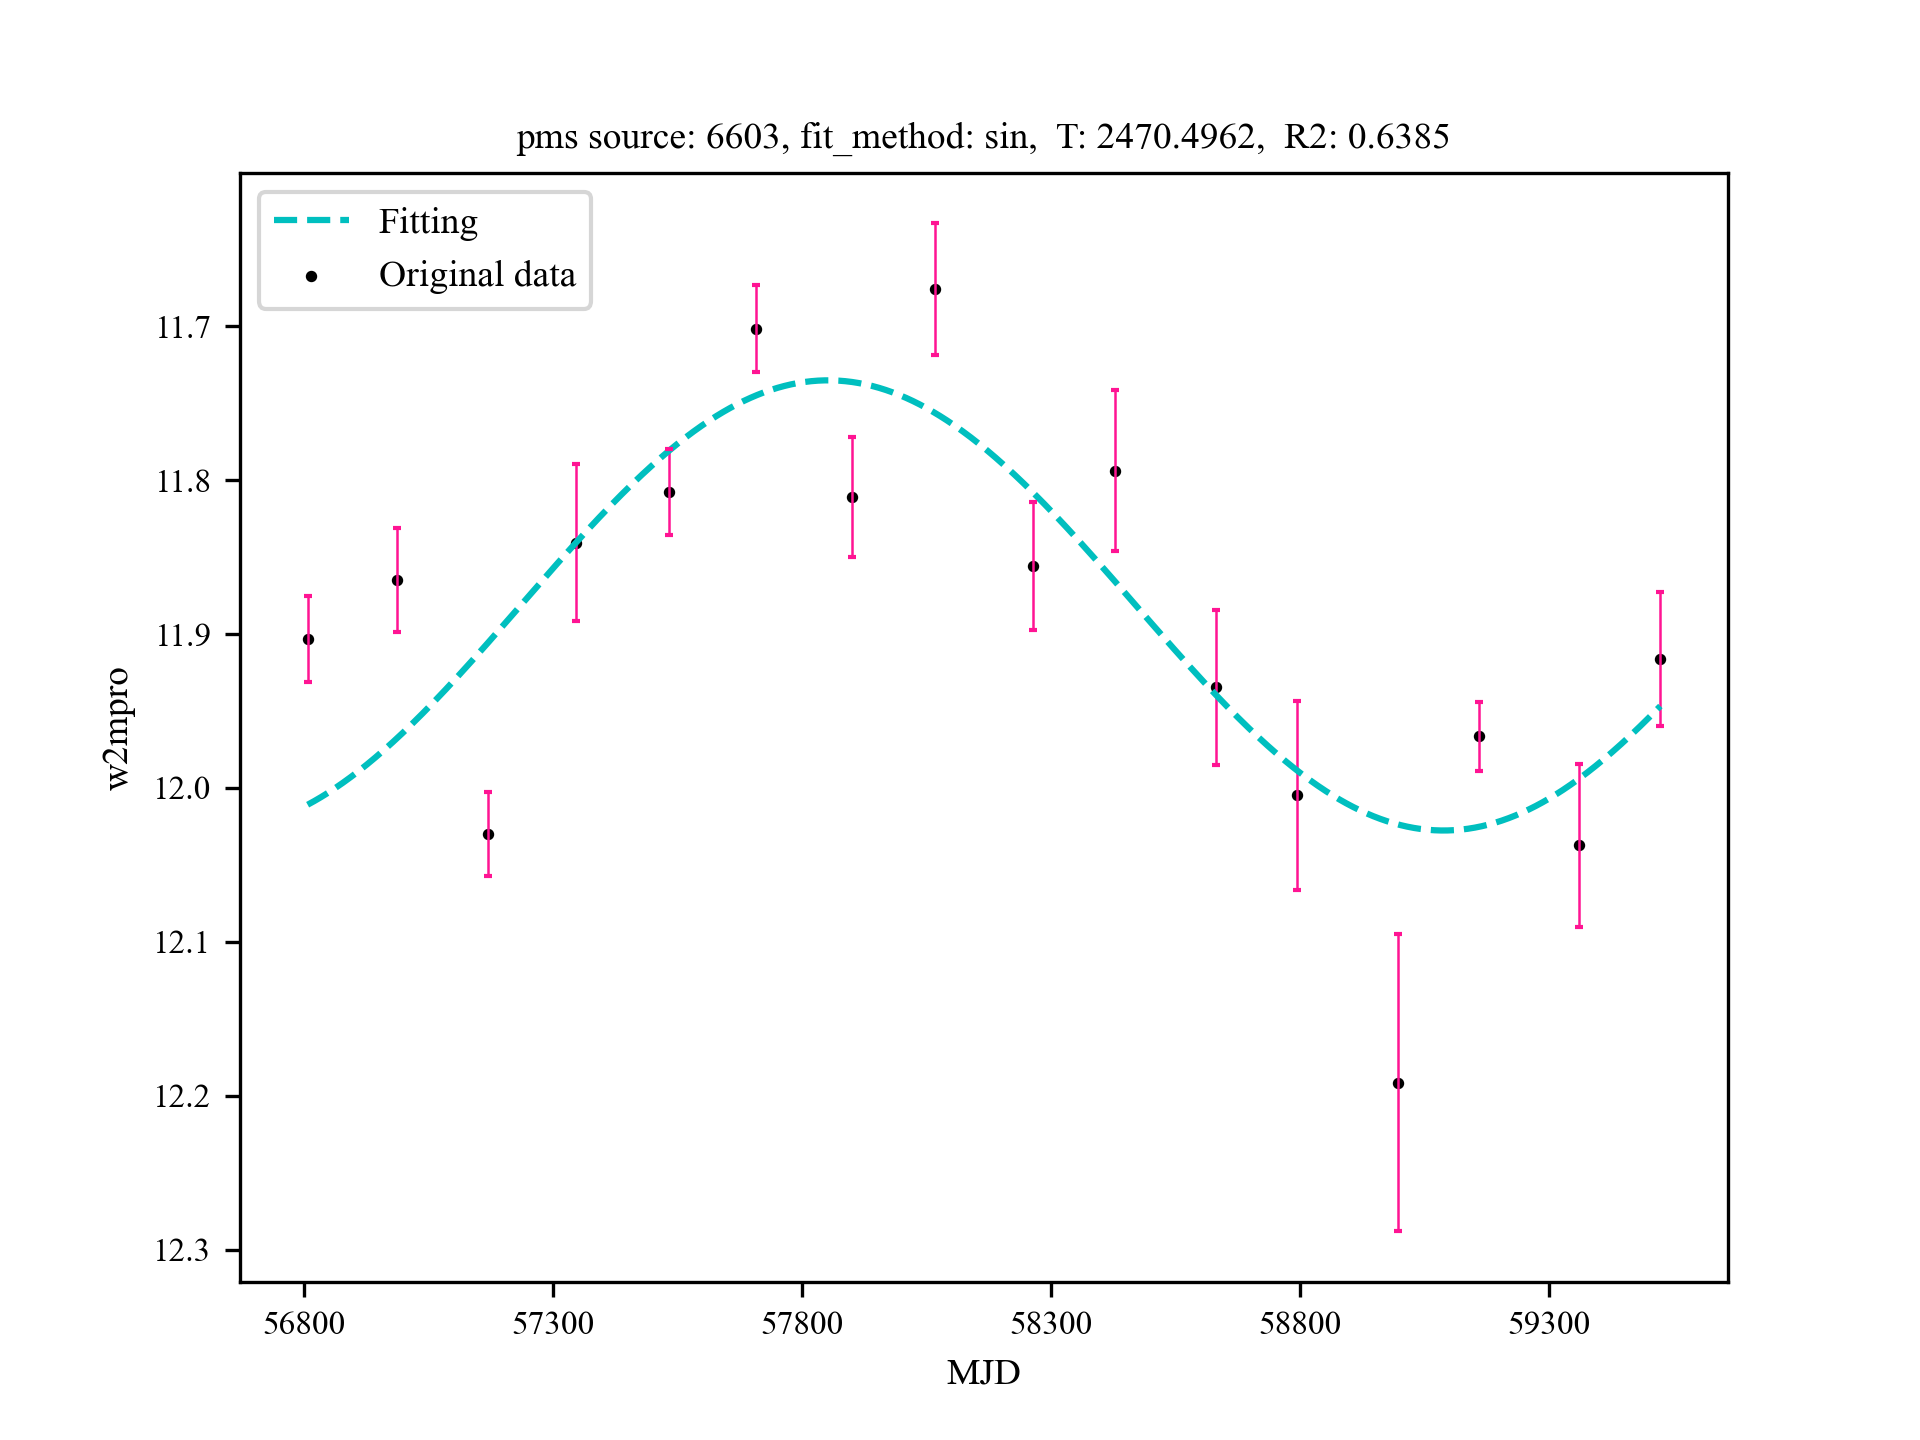 pms source: 6603, fit_method: sin,  T: 2470.4962,  R2: 0.6385
Fitting
Original data
11.7
11.8
11.9
12.0
12.1
12.2
12.3
w2mpro
56800
57300
57800
58300
58800
59300
MJD